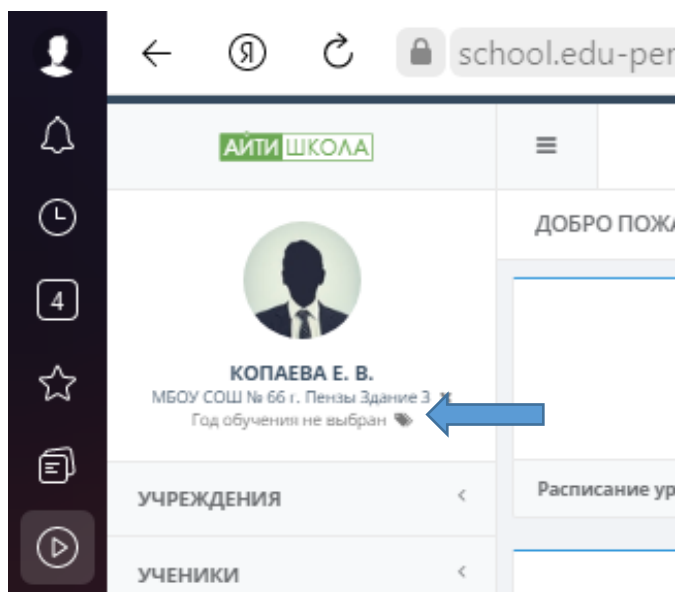 Я
school.edu-per
АЙТИ ШКОЛА
ДОБРО ПОЖА
4
КОПАЕВА Е. В.
МБОУ СОШ № 66 г. Пензы Здание 3
Год обучения не выбран
Расписание ур
УЧРЕЖДЕНИЯ
УЧЕНИКИ